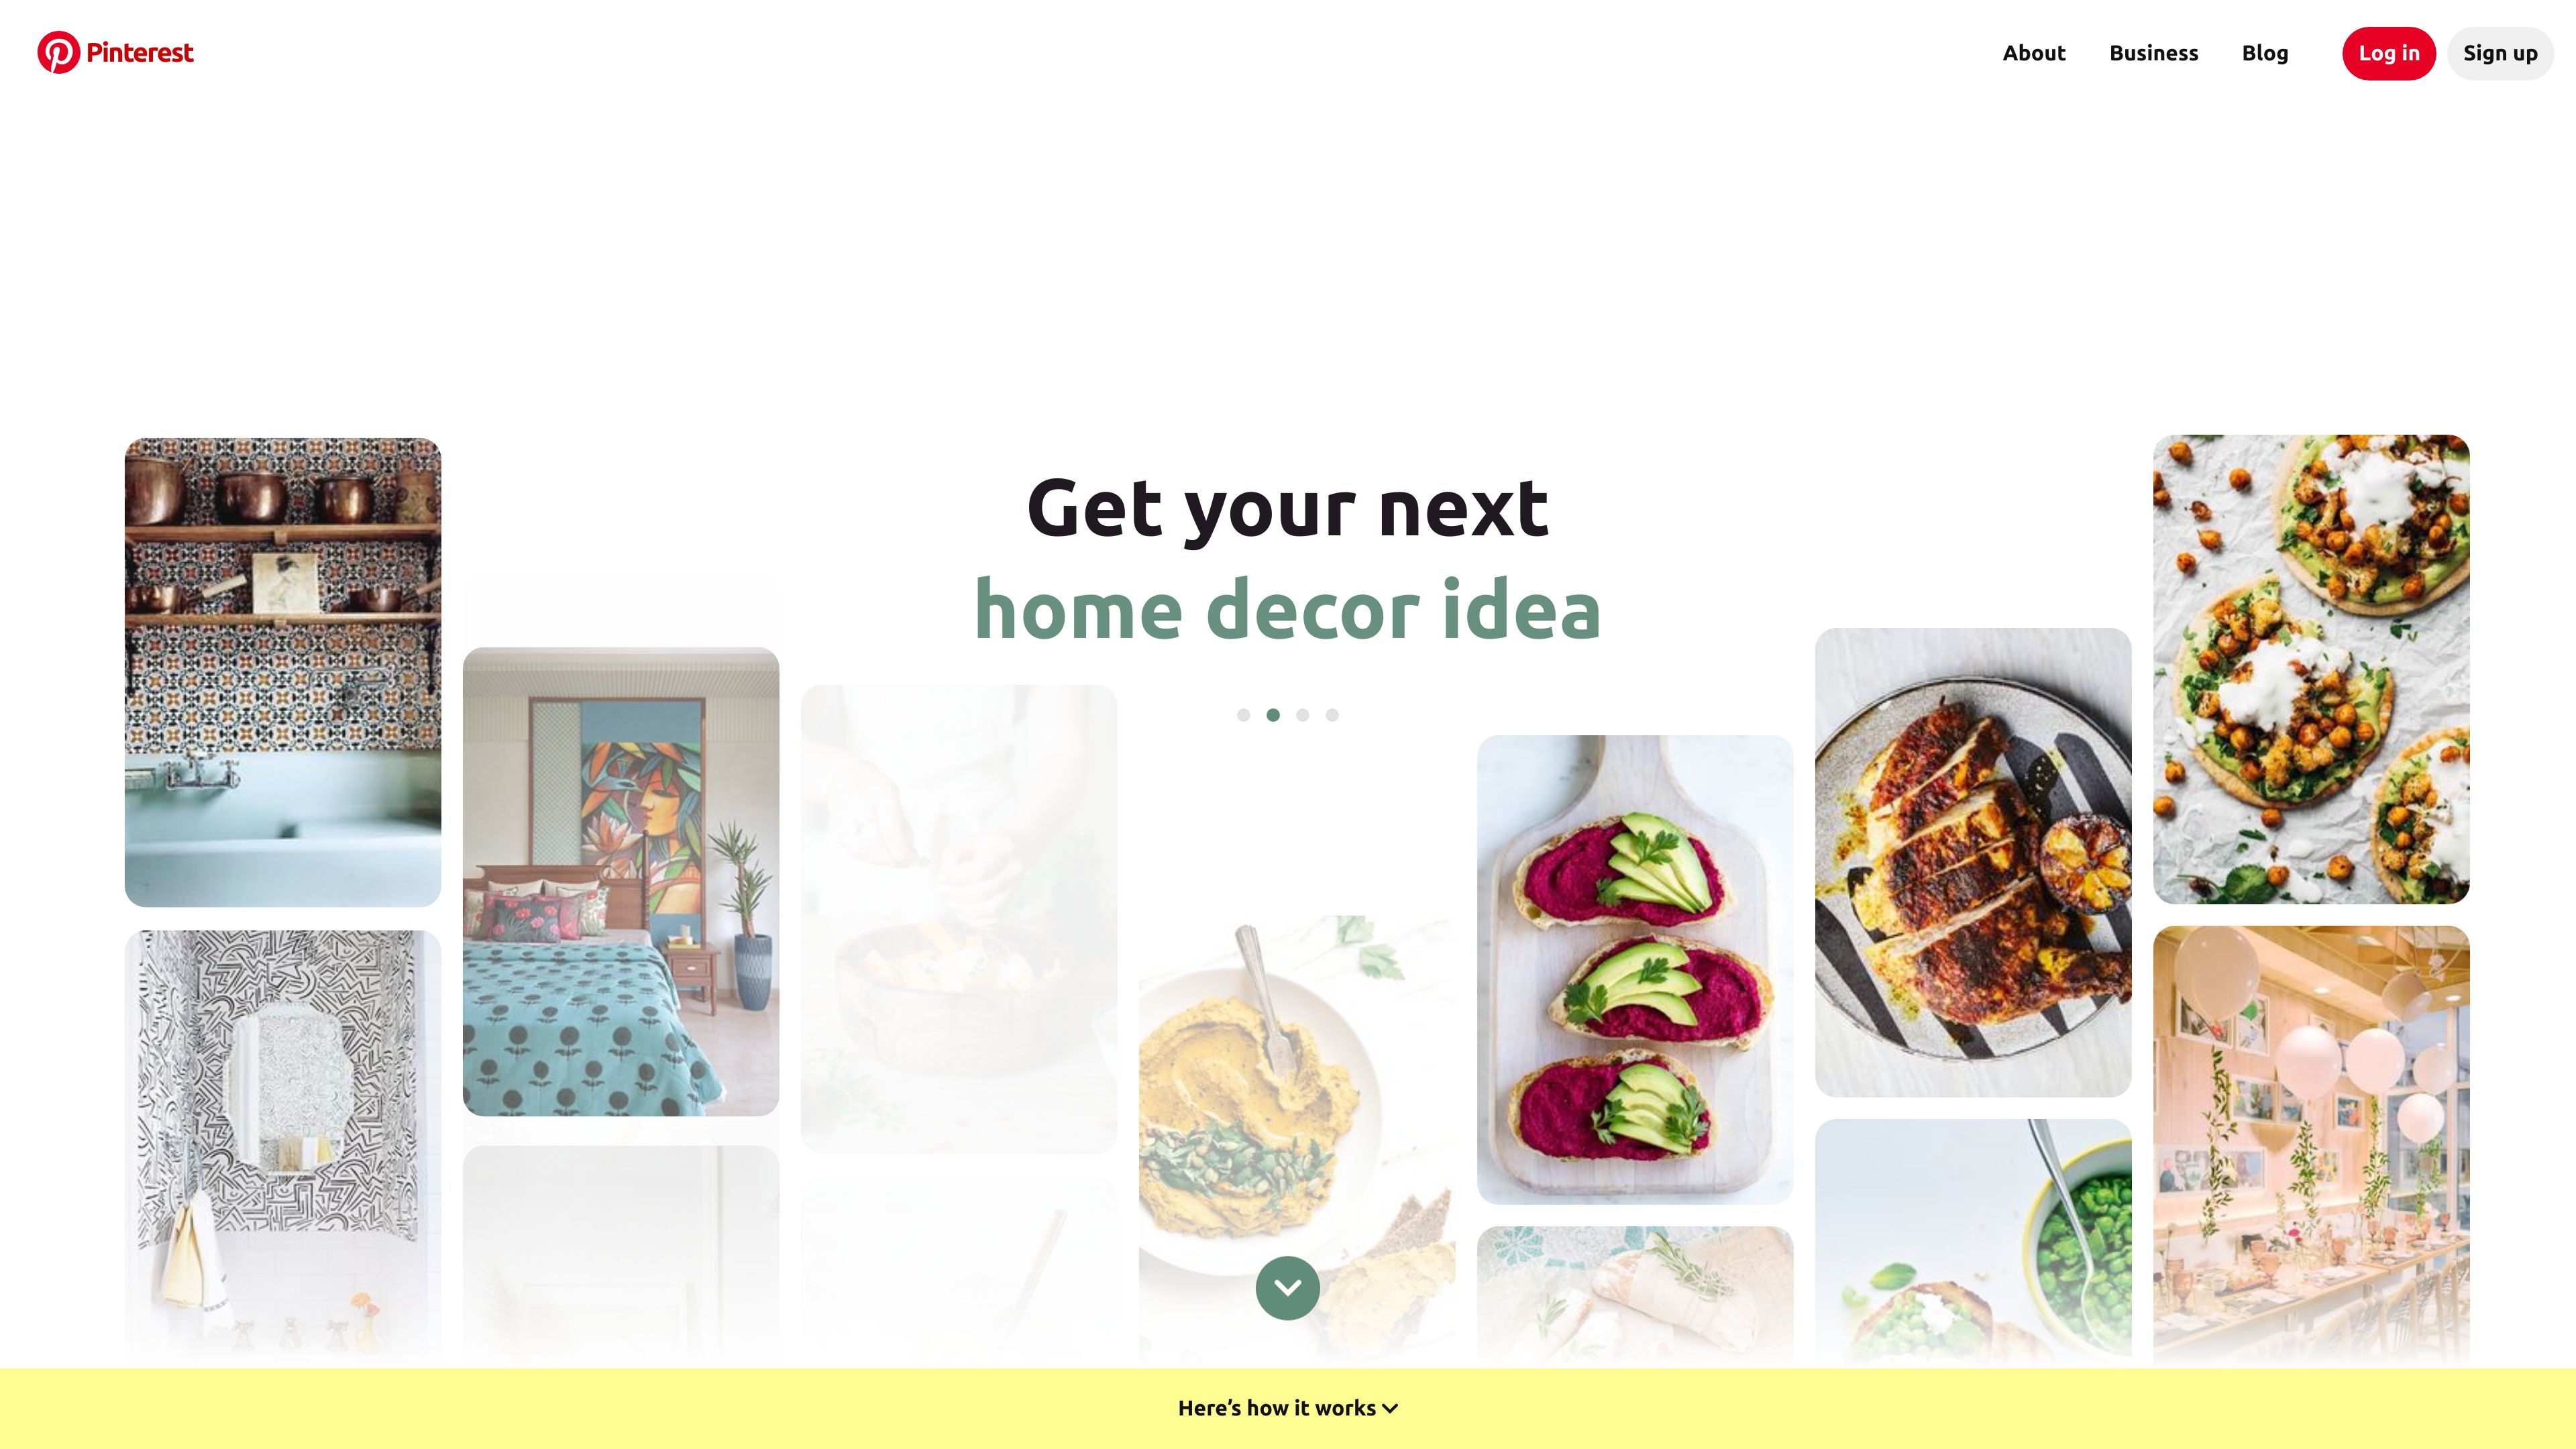 Pinterest
About Business Blog Log in Sign up
Get your next
home decor idea
Here’s how it works